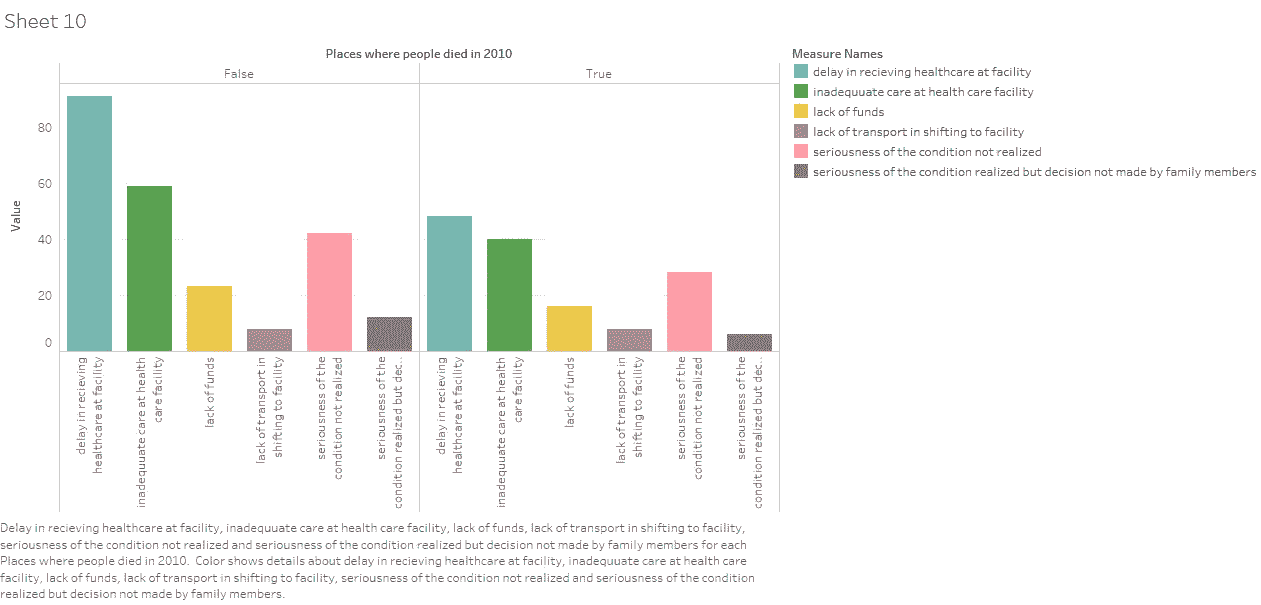 Sheet 10
Places where people died in 2010
False
True
Value
80
60
40
20
0
delay in recieving
healthcare at facility
inadequuate care at health
care facility
lack of funds
lack of transport in
shifting to facility
seriousness of the
condition not realized
seriousness of the
condition realized but dec..
delay in recieving
healthcare at facility
inadequuate care at health
care facility
lack of funds
lack of transport in
shifting to facility
seriousness of the
condition not realized
seriousness of the
condition realized but dec..
Measure Names
delay in recieving healthcare at facility
inadequuate care at health care facility
lack of funds
lack of transport in shifting to facility
seriousness of the condition not realized
seriousness of the condition realized but decision not made by family members
Delay in recieving healthcare at facility, inadequuate care at health care facility, lack of funds, lack of transport in shifting to facility,
seriousness of the condition not realized and seriousness of the condition realized but decision not made by family members for each
Places where people died in 2010.  Color shows details about delay in recieving healthcare at facility, inadequuate care at health care
facility, lack of funds, lack of transport in shifting to facility, seriousness of the condition not realized and seriousness of the condition
realized but decision not made by family members.